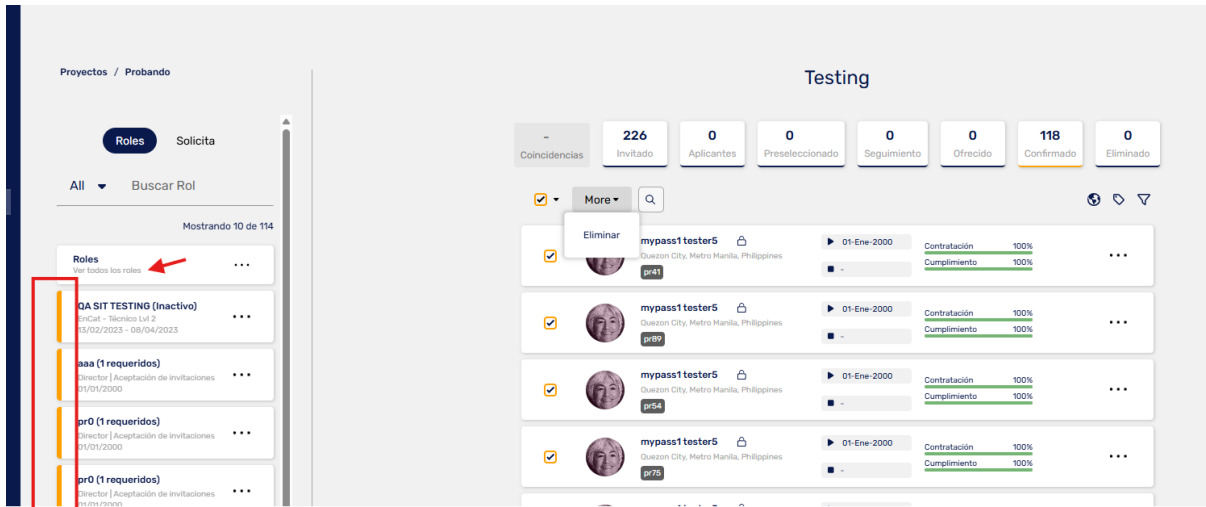 Proyectos / Probando
Testing
Roles Solicita
All Buscar Rol
Mostrando 10 de 114
Roles
Ver todos los roles
QA SIT TESTING (Inactivo)
EnCat - Técnico Lvl 2
13/02/2023 - 08/04/2023
aaa (1 requeridos)
Director | Aceptación de invitaciones
01/01/2000
pr0 (1 requeridos)
Director | Aceptación de invitaciones
01/01/2000
pr0 (1 requeridos)
Director | Aceptación de invitaciones
01/01/2000
- Coincidencias
226 Invitado
0 Aplicantes
0 Preseleccionado
0 Seguimiento
0 Ofrecido
118 Confirmado
0 Eliminado
More
Eliminar
mypass1 tester5
Quezon City, Metro Manila, Philippines
pr41
01-Ene-2000
-
Contratación 100%
Cumplimiento 100%
mypass1 tester5
Quezon City, Metro Manila, Philippines
pr89
01-Ene-2000
-
Contratación 100%
Cumplimiento 100%
mypass1 tester5
Quezon City, Metro Manila, Philippines
pr54
01-Ene-2000
-
Contratación 100%
Cumplimiento 100%
mypass1 tester5
Quezon City, Metro Manila, Philippines
pr75
01-Ene-2000
-
Contratación 100%
Cumplimiento 100%